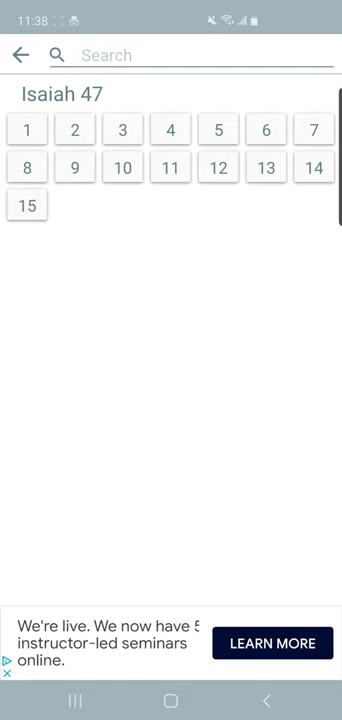 11:38
Search
Isaiah 47
1 2 3 4 5 6 7
8 9 10 11 12 13 14
15
We're live. We now have 5
instructor-led seminars
online.
LEARN MORE